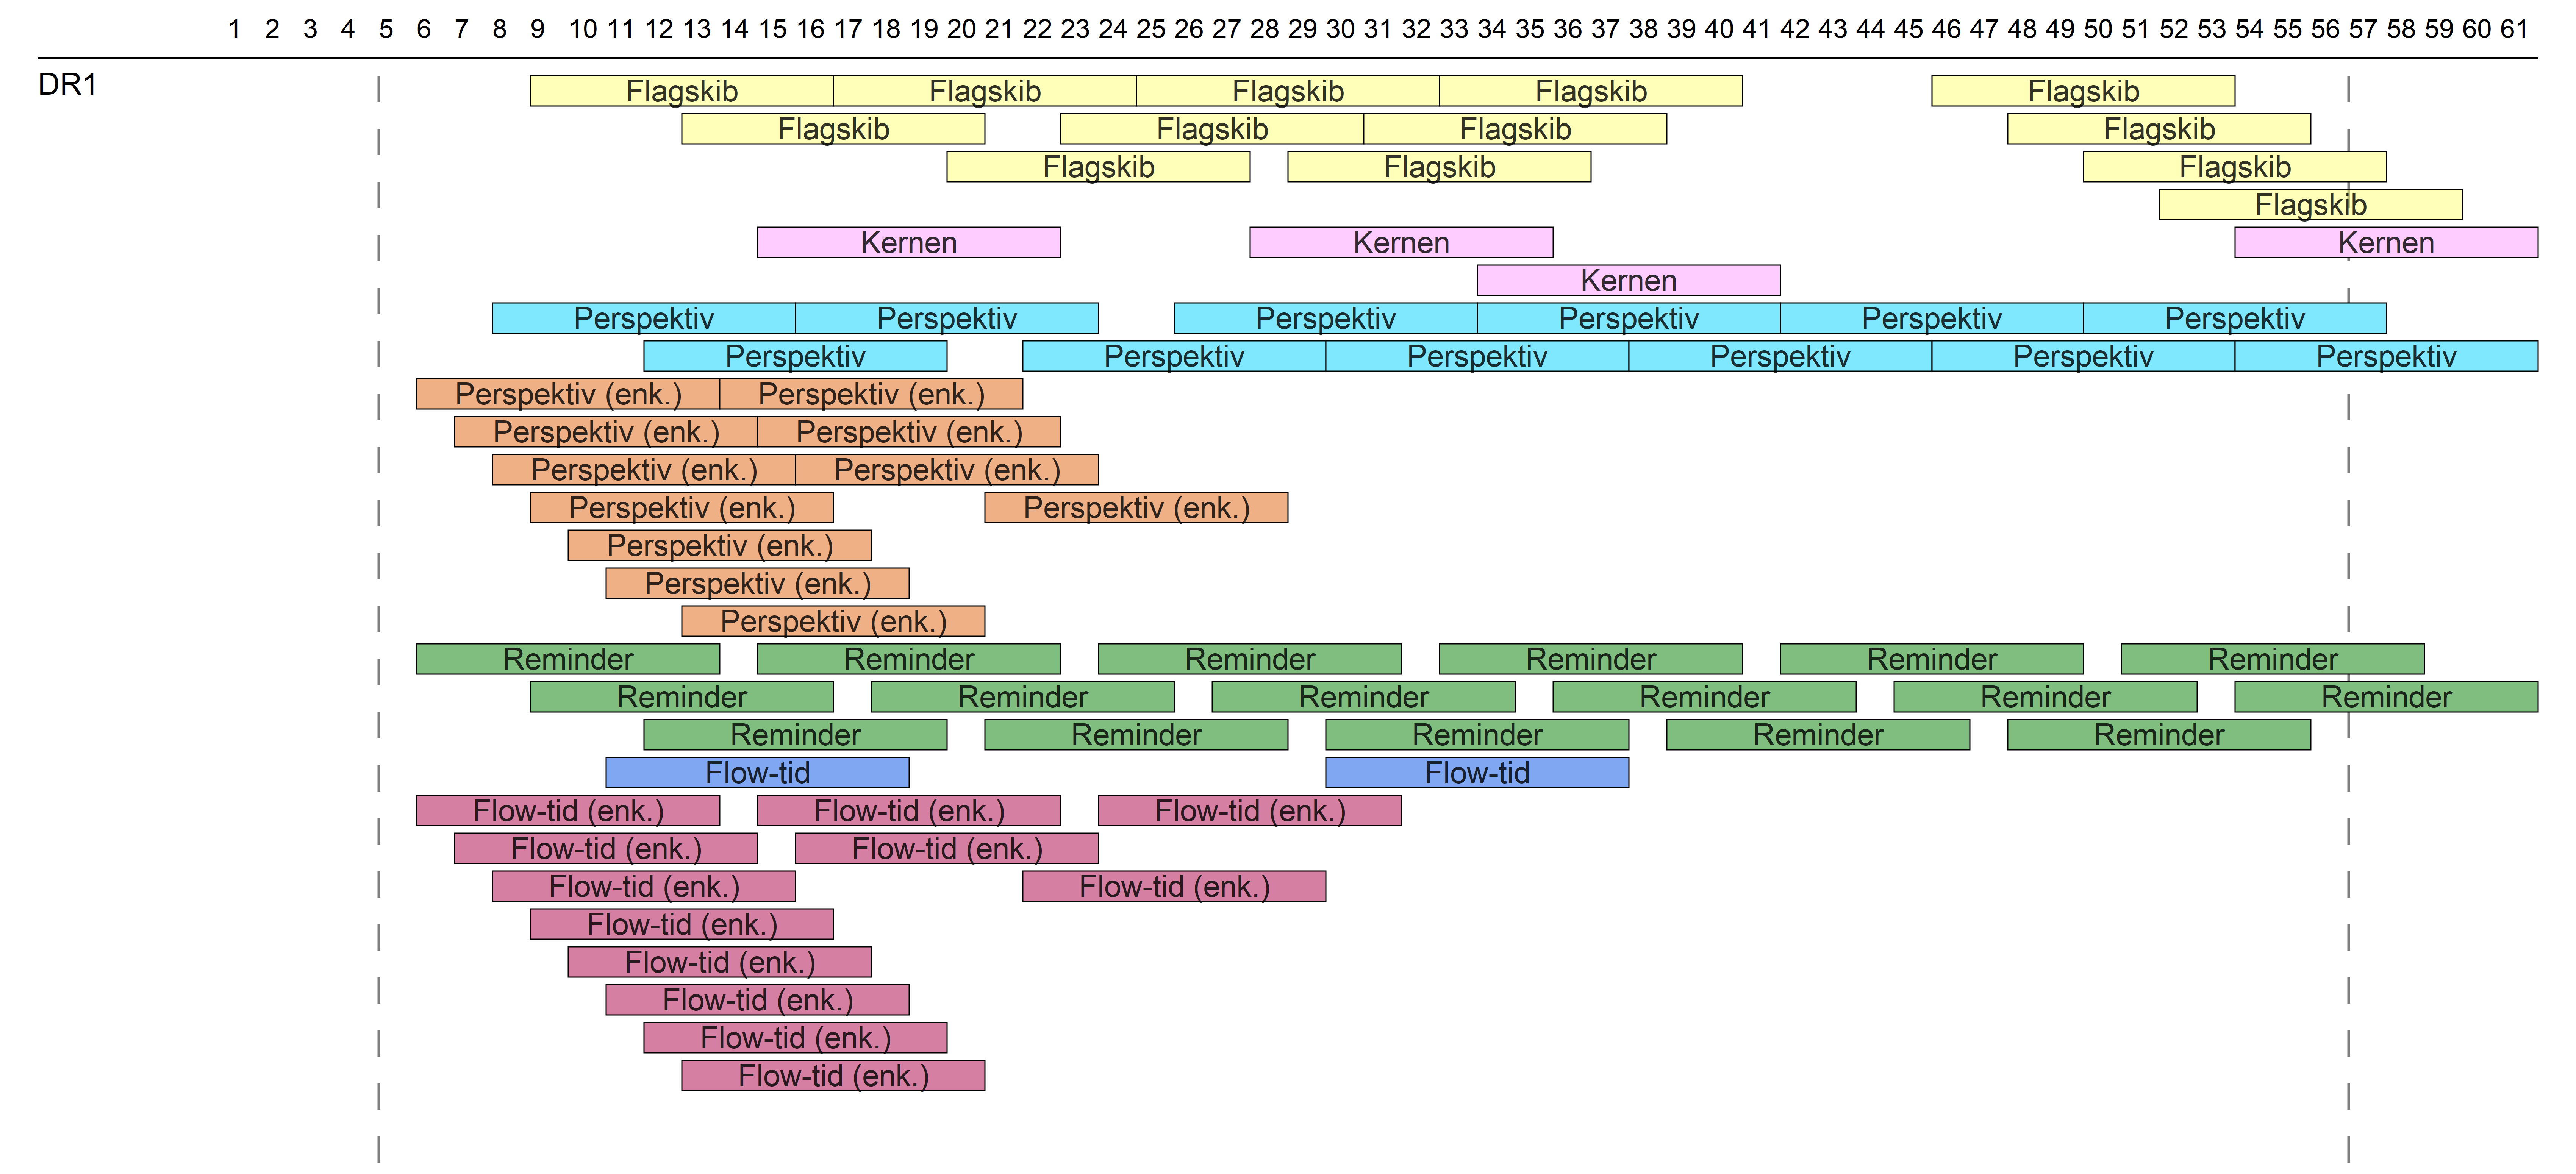 1 2 3 4 5 6 7 8 9 10 11 12 13 14 15 16 17 18 19 20 21 22 23 24 25 26 27 28 29 30 31 32 33 34 35 36 37 38 39 40 41 42 43 44 45 46 47 48 49 50 51 52 53 54 55 56 57 58 59 60 61
DR1 Flagskib Flagskib Flagskib Flagskib Flagskib
Flagskib Flagskib Flagskib Flagskib
Flagskib Flagskib Flagskib
Flagskib
Kernen Kernen Kernen
Kernen
Perspektiv Perspektiv Perspektiv Perspektiv Perspektiv Perspektiv
Perspektiv Perspektiv Perspektiv Perspektiv Perspektiv Perspektiv
Perspektiv (enk.) Perspektiv (enk.)
Perspektiv (enk.) Perspektiv (enk.)
Perspektiv (enk.) Perspektiv (enk.)
Perspektiv (enk.) Perspektiv (enk.)
Perspektiv (enk.)
Perspektiv (enk.)
Perspektiv (enk.)
Reminder Reminder Reminder Reminder Reminder Reminder
Reminder Reminder Reminder Reminder Reminder Reminder
Reminder Reminder Reminder Reminder Reminder
Flow-tid Flow-tid
Flow-tid (enk.) Flow-tid (enk.) Flow-tid (enk.)
Flow-tid (enk.) Flow-tid (enk.)
Flow-tid (enk.) Flow-tid (enk.)
Flow-tid (enk.)
Flow-tid (enk.)
Flow-tid (enk.)
Flow-tid (enk.)
Flow-tid (enk.)